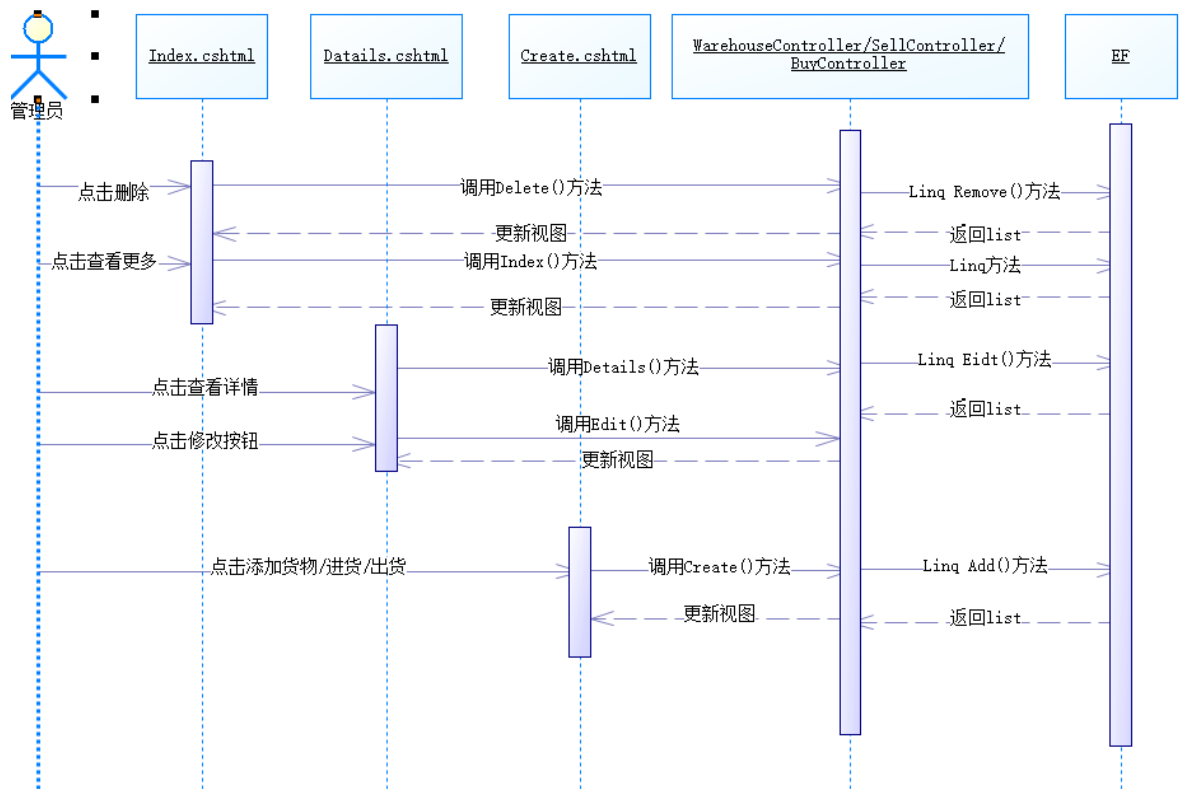 管理员
Index.cshtml
Datails.cshtml
Create.cshtml
WarehouseController/SellController/
BuyController
EF
点击删除
调用Delete()方法
Linq Remove()方法
更新视图
返回list
点击查看更多
调用Index()方法
Linq方法
更新视图
返回list
点击查看详情
调用Details()方法
Linq Eidt()方法
返回list
点击修改按钮
调用Edit()方法
更新视图
点击添加货物/进货/出货
调用Create()方法
Linq Add()方法
更新视图
返回list